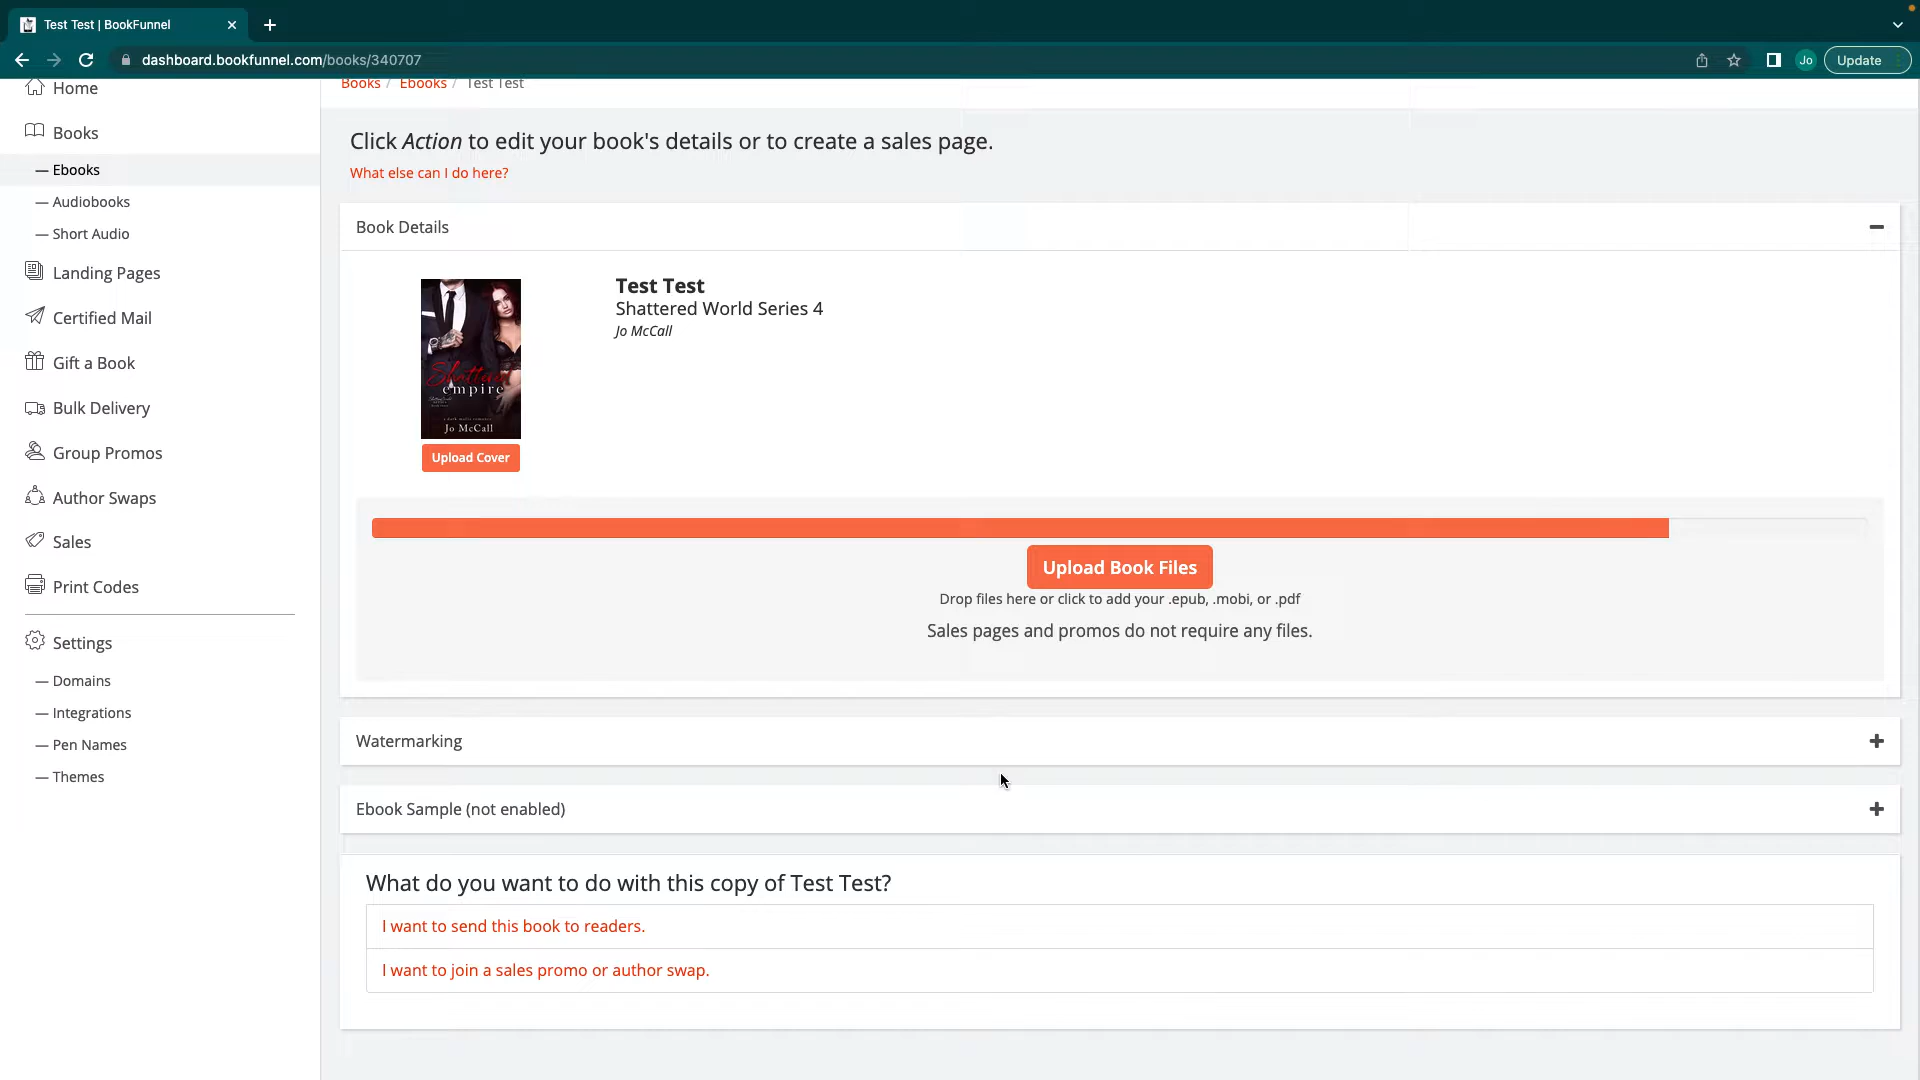 Test Test | BookFunnel
dashboard.bookfunnel.com/books/340707
Jo
Update
Home
Books
— Ebooks
— Audiobooks
— Short Audio
Landing Pages
Certified Mail
Gift a Book
Bulk Delivery
Group Promos
Author Swaps
Sales
Print Codes
Settings
— Domains
— Integrations
— Pen Names
— Themes
Books / Ebooks / Test Test
Click Action to edit your book's details or to create a sales page.
What else can I do here?
Book Details
Test Test
Shattered World Series 4
Jo McCall
empire
Jo McCall
Upload Cover
Upload Book Files
Drop files here or click to add your .epub, .mobi, or .pdf
Sales pages and promos do not require any files.
Watermarking
Ebook Sample (not enabled)
What do you want to do with this copy of Test Test?
I want to send this book to readers.
I want to join a sales promo or author swap.